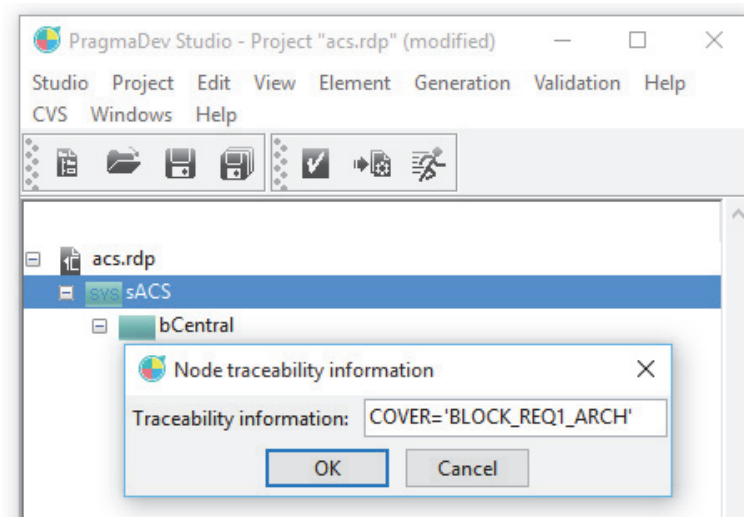 PragmaDev Studio - Project "acs.rdp" (modified)
Studio Project Edit View Element Generation Validation Help
CVS Windows Help
acs.rdp
SYS sACS
bCentral
Node traceability information
Traceability information: COVER='BLOCK_REQ1_ARCH'
OK Cancel